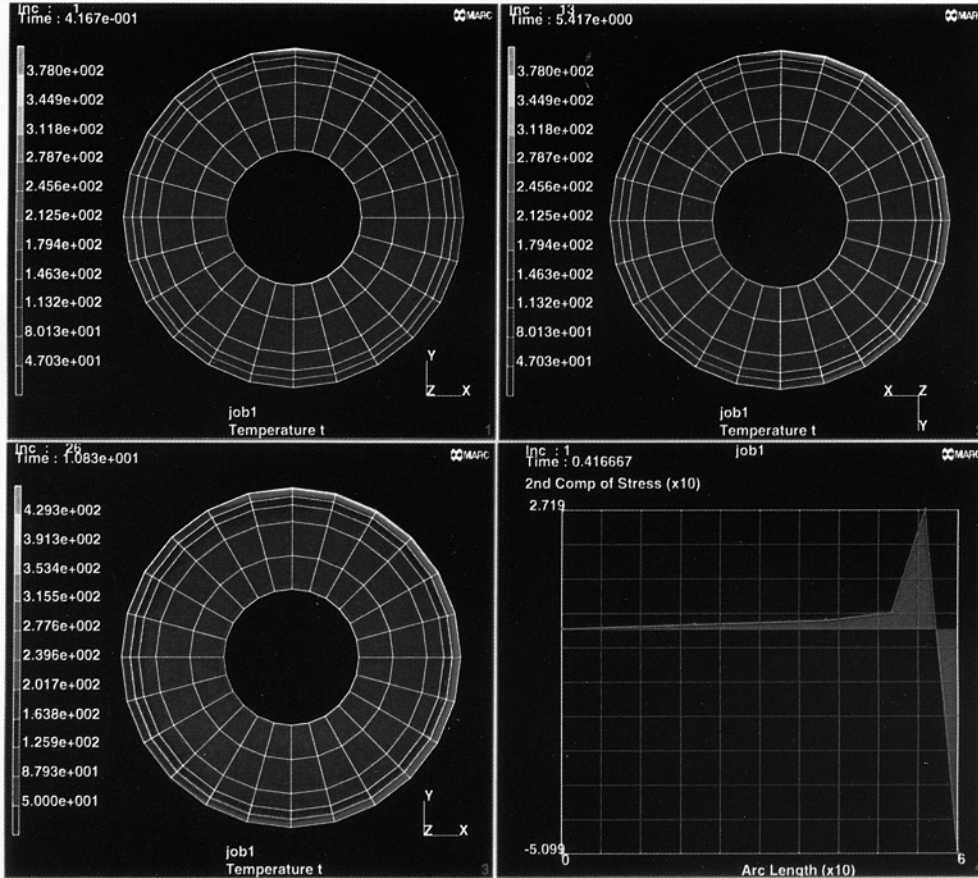 Inc : 1
Time : 4.167e-001
MARC
3.780e+002
3.449e+002
3.118e+002
2.787e+002
2.456e+002
2.125e+002
1.794e+002
1.463e+002
1.132e+002
8.013e+001
4.703e+001
Y
Z X
job1
Temperature t
1
Inc : 13
Time : 5.417e+000
MARC
3.780e+002
3.449e+002
3.118e+002
2.787e+002
2.456e+002
2.125e+002
1.794e+002
1.463e+002
1.132e+002
8.013e+001
4.703e+001
X Z
Y
job1
Temperature t
Inc : 26
Time : 1.083e+001
MARC
4.293e+002
3.913e+002
3.534e+002
3.155e+002
2.776e+002
2.396e+002
2.017e+002
1.638e+002
1.259e+002
8.793e+001
5.000e+001
Y
Z X
job1
Temperature t
3
Inc : 1
job1
Time : 0.416667
MARC
2nd Comp of Stress (x10)
2.719
-5.099
0
6
Arc Length (x10)